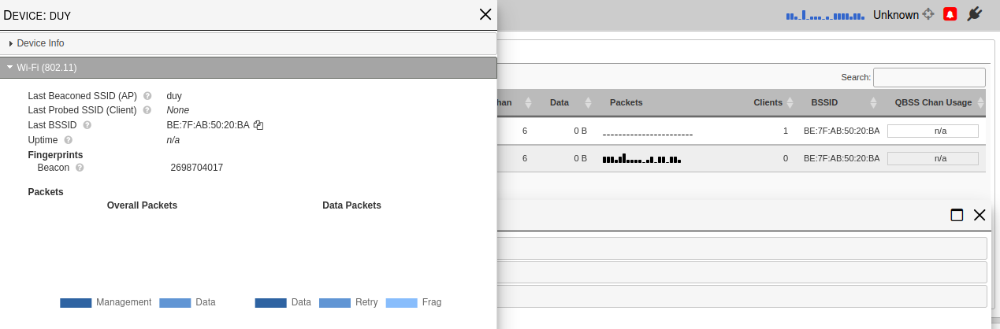 DEVICE: DUY
Unknown
Device Info
Wi-Fi (802.11)
Last Beaconed SSID (AP) duy
Last Probed SSID (Client) None
Last BSSID BE:7F:AB:50:20:BA
Uptime n/a
Fingerprints
Beacon 2698704017
Packets
Overall Packets Data Packets
Management Data Data Retry Frag
Search:
han Data Packets Clients BSSID QBSS Chan Usage
6 0 B 1 BE:7F:AB:50:20:BA n/a
6 0 B 0 BE:7F:AB:50:20:BA n/a